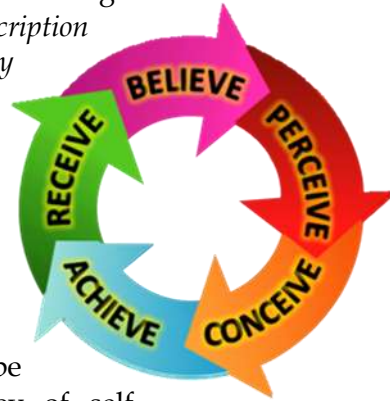 cription
y
BELIEVE
PERCEIVE
CONCEIVE
ACHIEVE
RECEIVE
be
of self